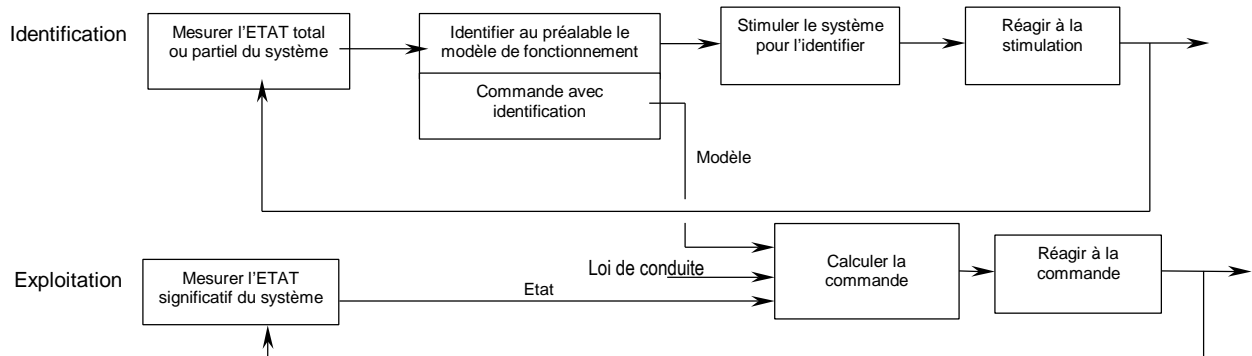 Identification
Mesurer l'ETAT total
ou partiel du système
Identifier au préalable le
modèle de fonctionnement
Commande avec
identification
Stimuler le système
pour l'identifier
Réagir à la
stimulation
Modèle
Exploitation
Mesurer l'ETAT
significatif du système
Loi de conduite
Etat
Calculer la
commande
Réagir à la
commande